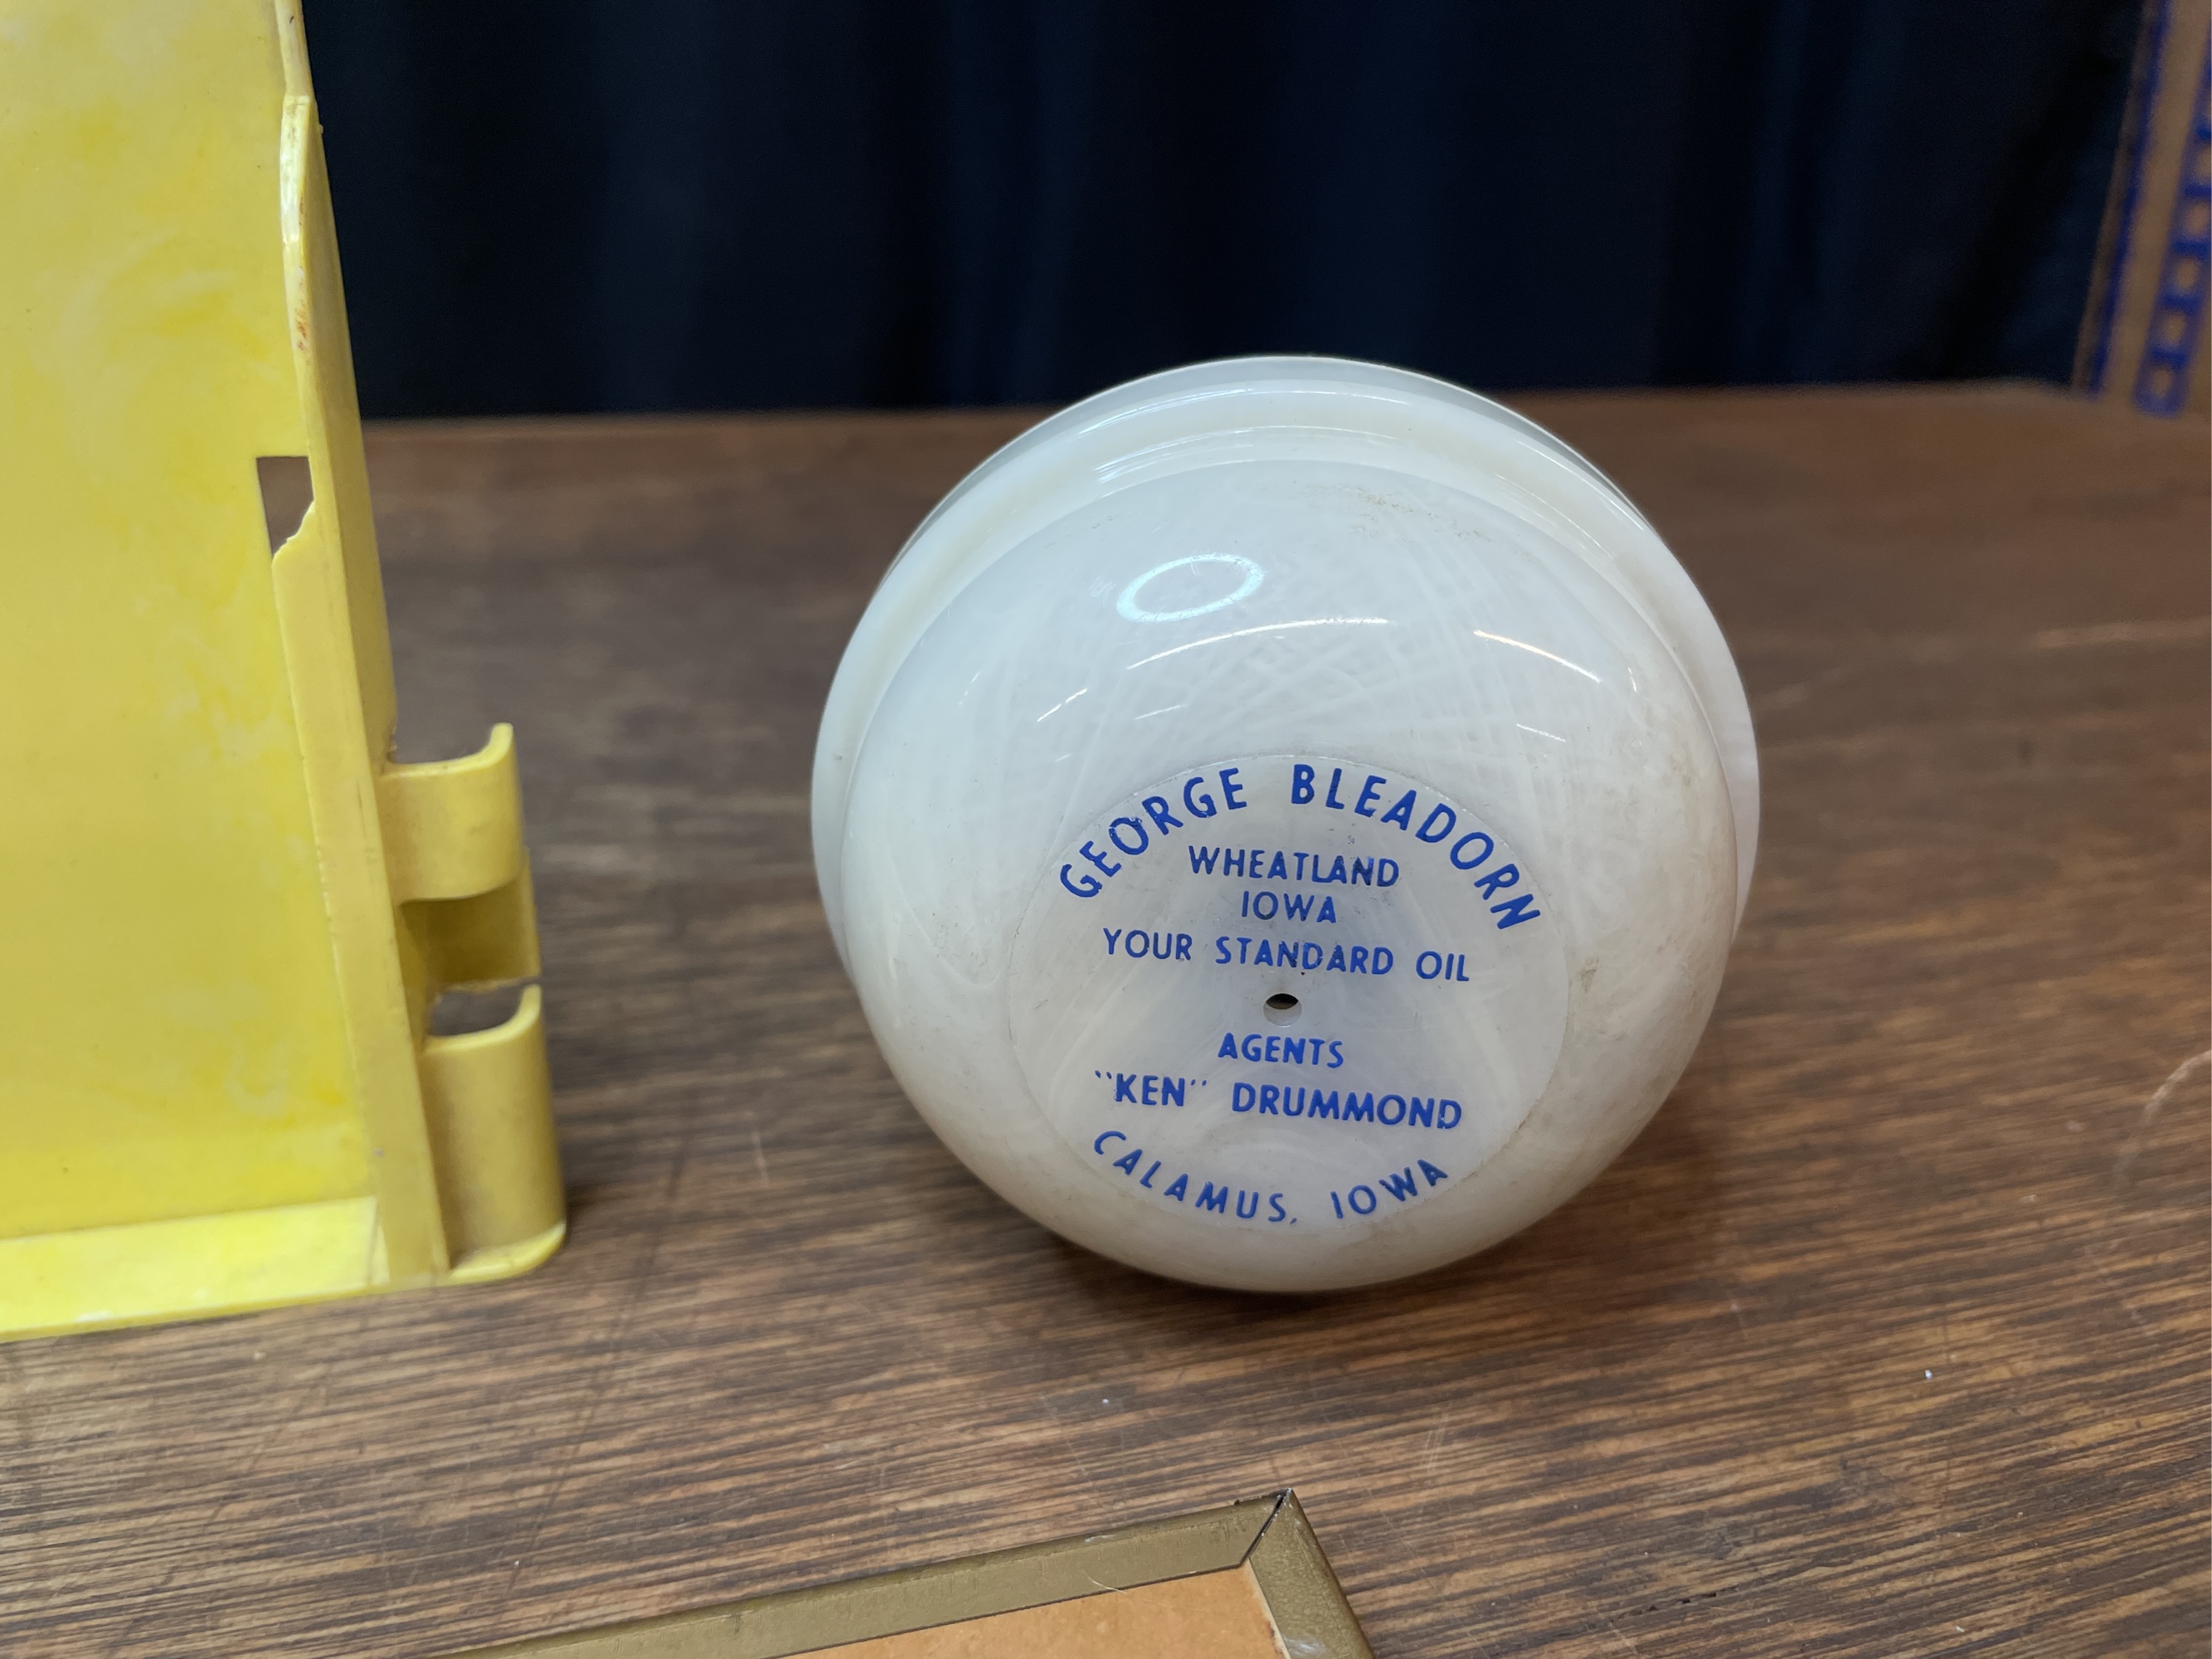 GEORGE BLEADORN
WHEATLAND
IOWA
YOUR STANDARD OIL
AGENTS
"KEN" DRUMMOND
CALAMUS, IOWA